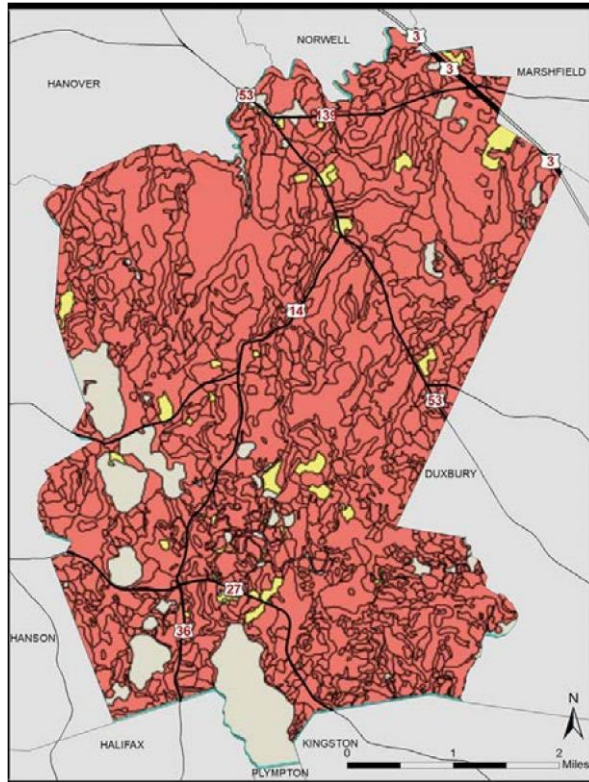 NORWELL
3
HANOVER
MARSHFIELD
3
53
139
3
14
53
DUXBURY
27
36
HANSON
N
HALIFAX
KINGSTON
0 1 2
Miles
PLYMPTON